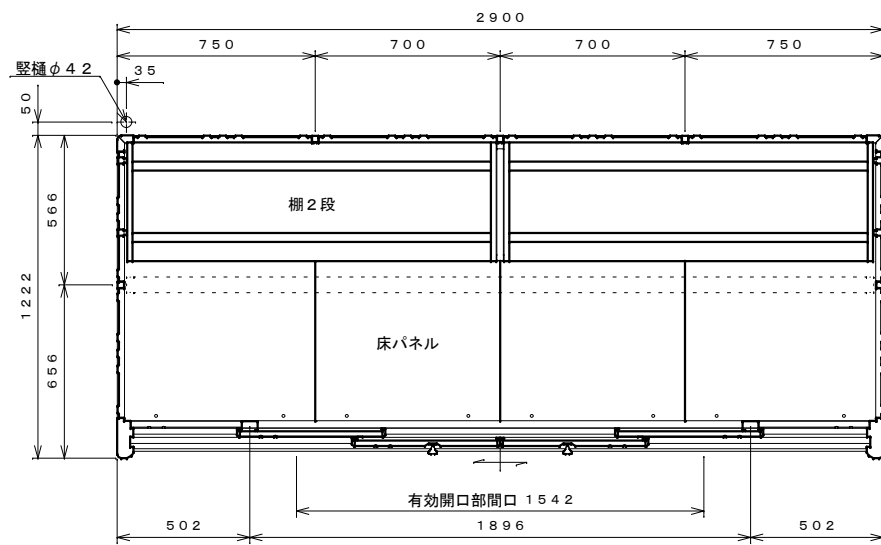 ２９００
７５０ ７００ ７００ ７５０
竪樋φ４２
３５
５０
５６６
棚２段
１２２２
床パネル
６５６
有効開口部間口 １５４２
５０２ １８９６ ５０２